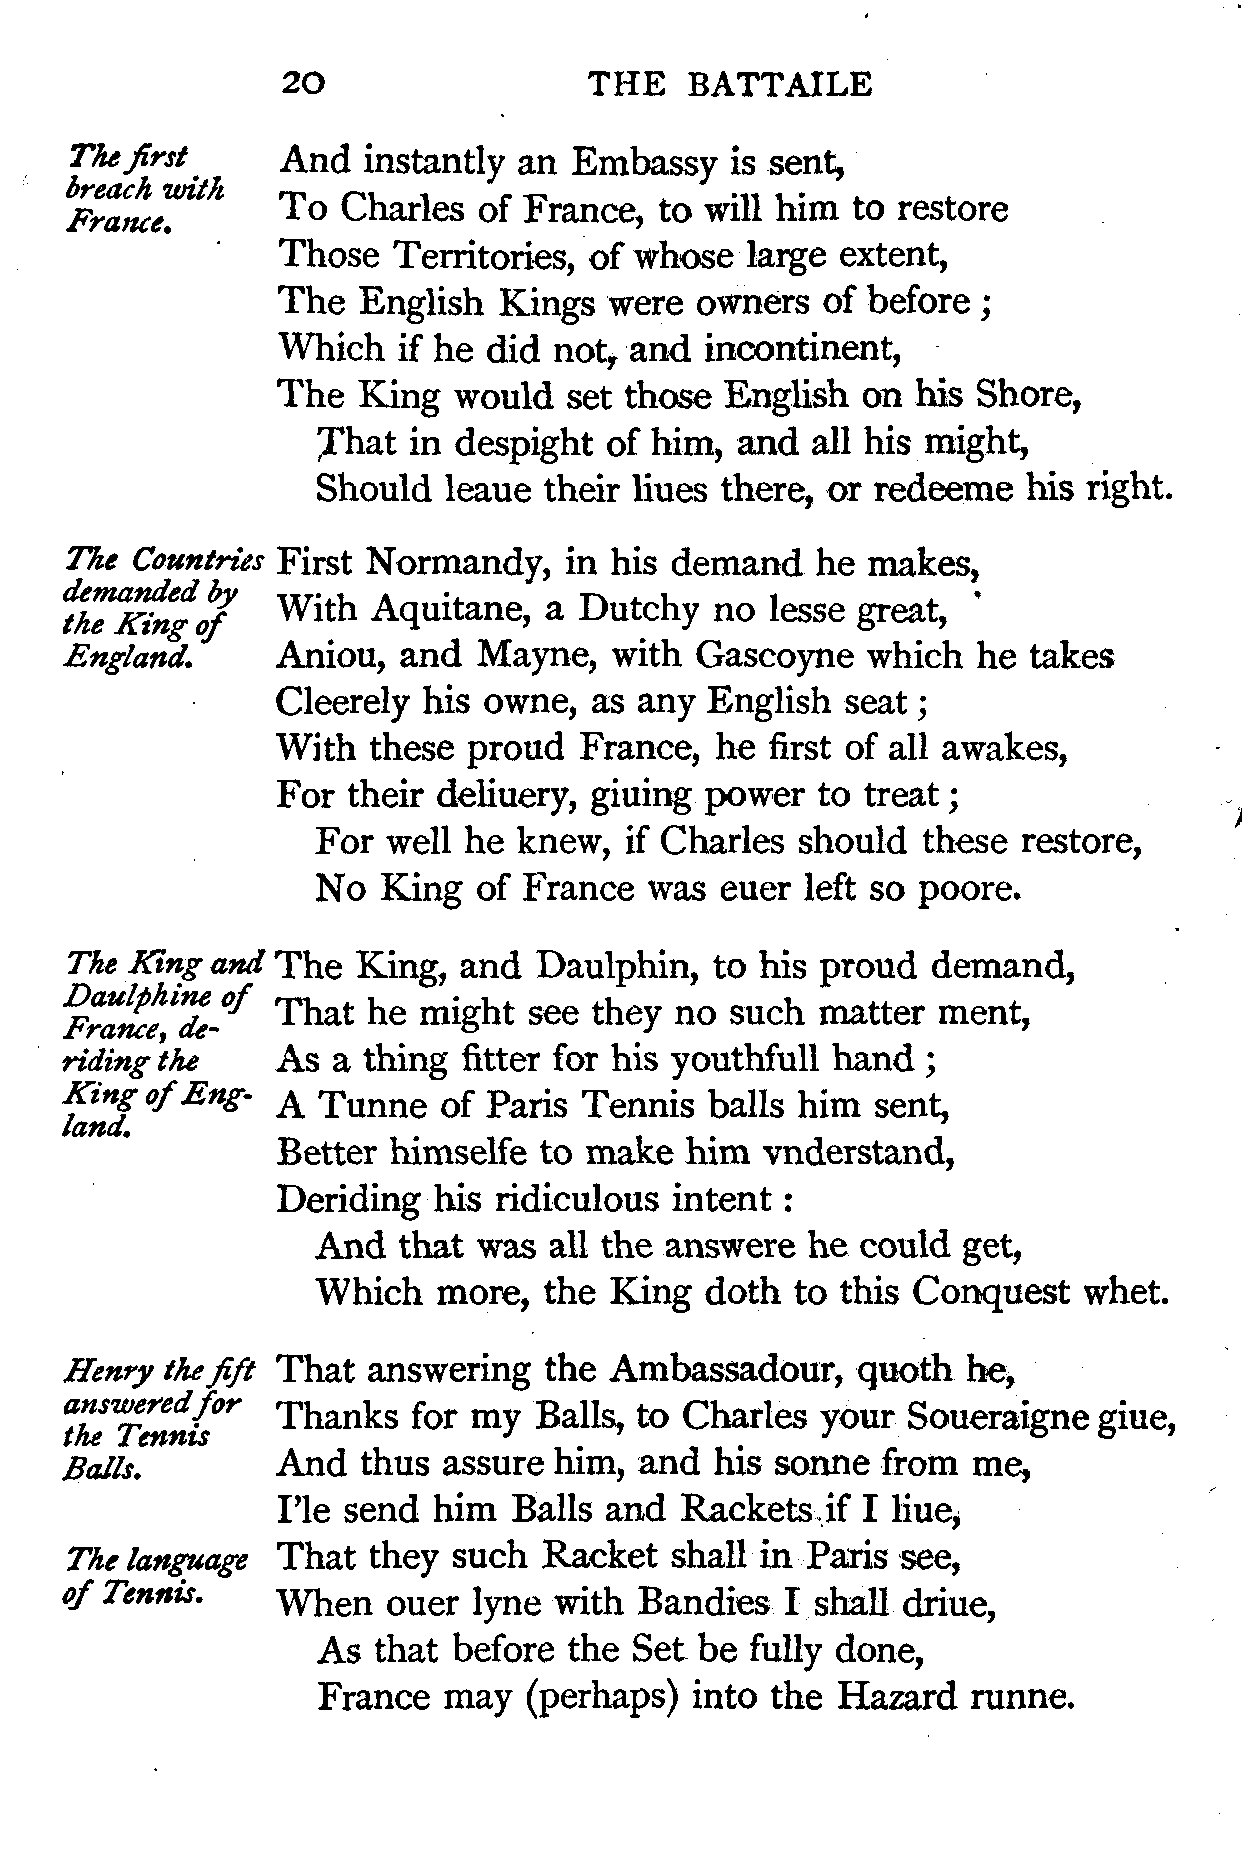 20 THE BATTAILE
The first
breach with
France.
And instantly an Embassy is sent,
To Charles of France, to will him to restore
Those Territories, of whose large extent,
The English Kings were owners of before ;
Which if he did not, and incontinent,
The King would set those English on his Shore,
That in despight of him, and all his might,
Should leaue their liues there, or redeeme his right.
The Countries
demanded by
the King of
England.
First Normandy, in his demand he makes,
With Aquitane, a Dutchy no lesse great,
Aniou, and Mayne, with Gascoyne which he takes
Cleerely his owne, as any English seat ;
With these proud France, he first of all awakes,
For their deliuery, giuing power to treat ;
For well he knew, if Charles should these restore,
No King of France was euer left so poore.
The King and
Daulphine of
France, de-
riding the
King of Eng-
land.
The King, and Daulphin, to his proud demand,
That he might see they no such matter ment,
As a thing fitter for his youthfull hand ;
A Tunne of Paris Tennis balls him sent,
Better himselfe to make him vnderstand,
Deriding his ridiculous intent :
And that was all the answere he could get,
Which more, the King doth to this Conquest whet.
Henry the fift
answered for
the Tennis
Balls.
That answering the Ambassadour, quoth he,
Thanks for my Balls, to Charles your Soueraigne giue,
And thus assure him, and his sonne from me,
I'le send him Balls and Rackets if I liue,
The language
of Tennis.
That they such Racket shall in Paris see,
When ouer lyne with Bandies I shall driue,
As that before the Set be fully done,
France may (perhaps) into the Hazard runne.